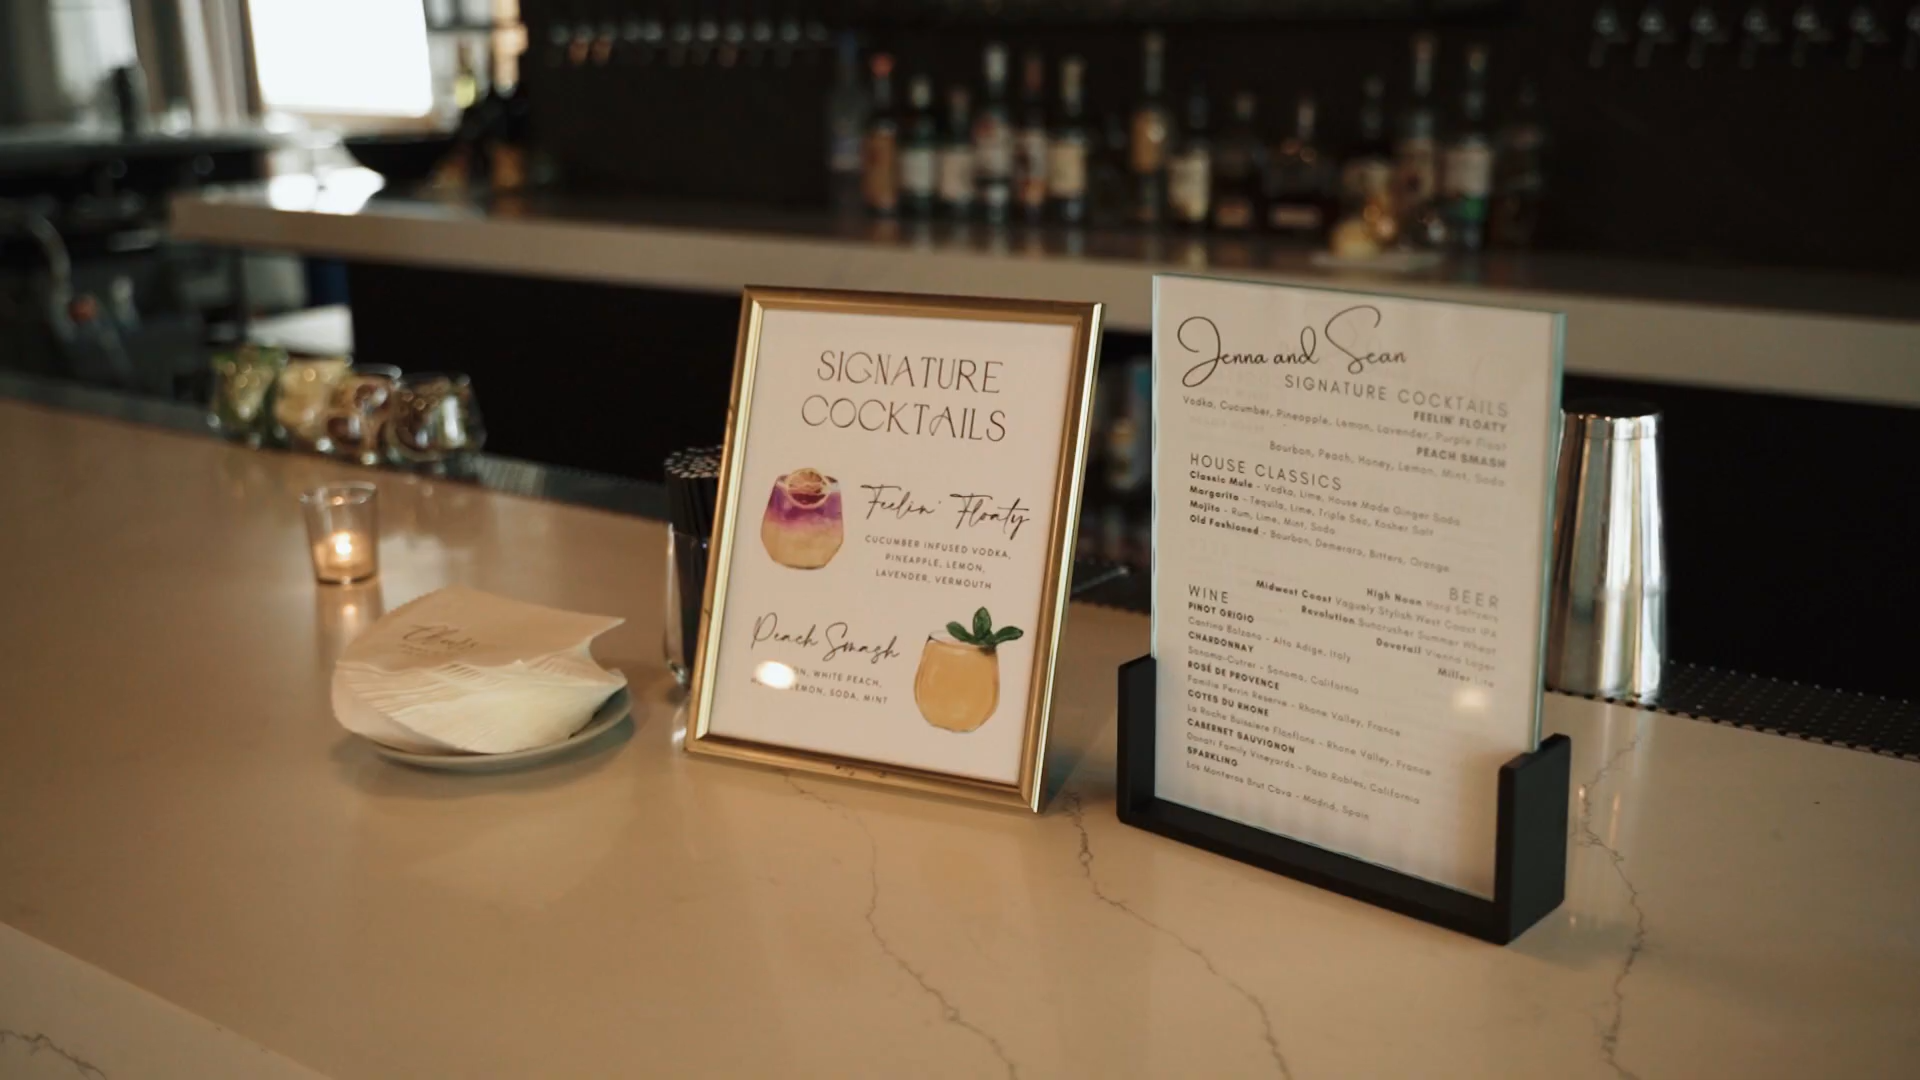 SIGNATURE
COCKTAILS
Feelin' Floaty
CUCUMBER INFUSED VODKA,
PINEAPPLE, LEMON,
LAVENDER, VERMOUTH
Peach Smash
WHITE PEACH,
LEMON, SODA, MINT
Jenna and Sean
SIGNATURE COCKTAILS
FEELIN' FLOATY
Vodka, Cucumber, Pineapple, Lemon, Lavender, Purple Float
PEACH SMASH
Bourbon, Peach, Honey, Lemon, Mint, Soda
HOUSE CLASSICS
Classic Mule - Vodka, Lime, House Made Ginger Soda
Margarita - Tequila, Lime, Triple Sec, Kosher Salt
Mojito - Rum, Lime, Mint, Soda
Old Fashioned - Bourbon, Demerara, Bitters, Orange
BEER
High Noon Hard Seltzers
Midwest Coast Vaguely Stylish West Coast IPA
Revolution Suncrusher Summer Wheat
Dovetail Vienna Lager
Miller Lite
WINE
PINOT GRIGIO
Cantina Bolzano - Alto Adige, Italy
CHARDONNAY
Sonoma-Cutrer - Sonoma, California
ROSÉ DE PROVENCE
Famille Perrin Reserve - Rhone Valley, France
COTES DU RHONE
La Roche Buissiere Flonflons - Rhone Valley, France
CABERNET SAUVIGNON
Donati Family Vineyards - Paso Robles, California
SPARKLING
Los Monteros Brut Cava - Madrid, Spain